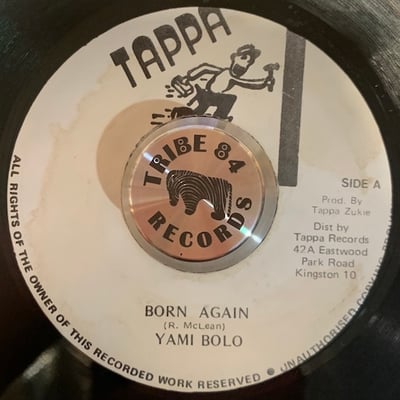 TAPPA
TRIBE 84
RECORDS
SIDE A
Prod. By
Tappa Zukie
Dist by
Tappa Records
42A Eastwood
Park Road
Kingston 10
BORN AGAIN
(R. McLean)
YAMI BOLO
ALL RIGHTS OF THE OWNER OF THIS RECORDED WORK RESERVED ● UNAUTHORISED